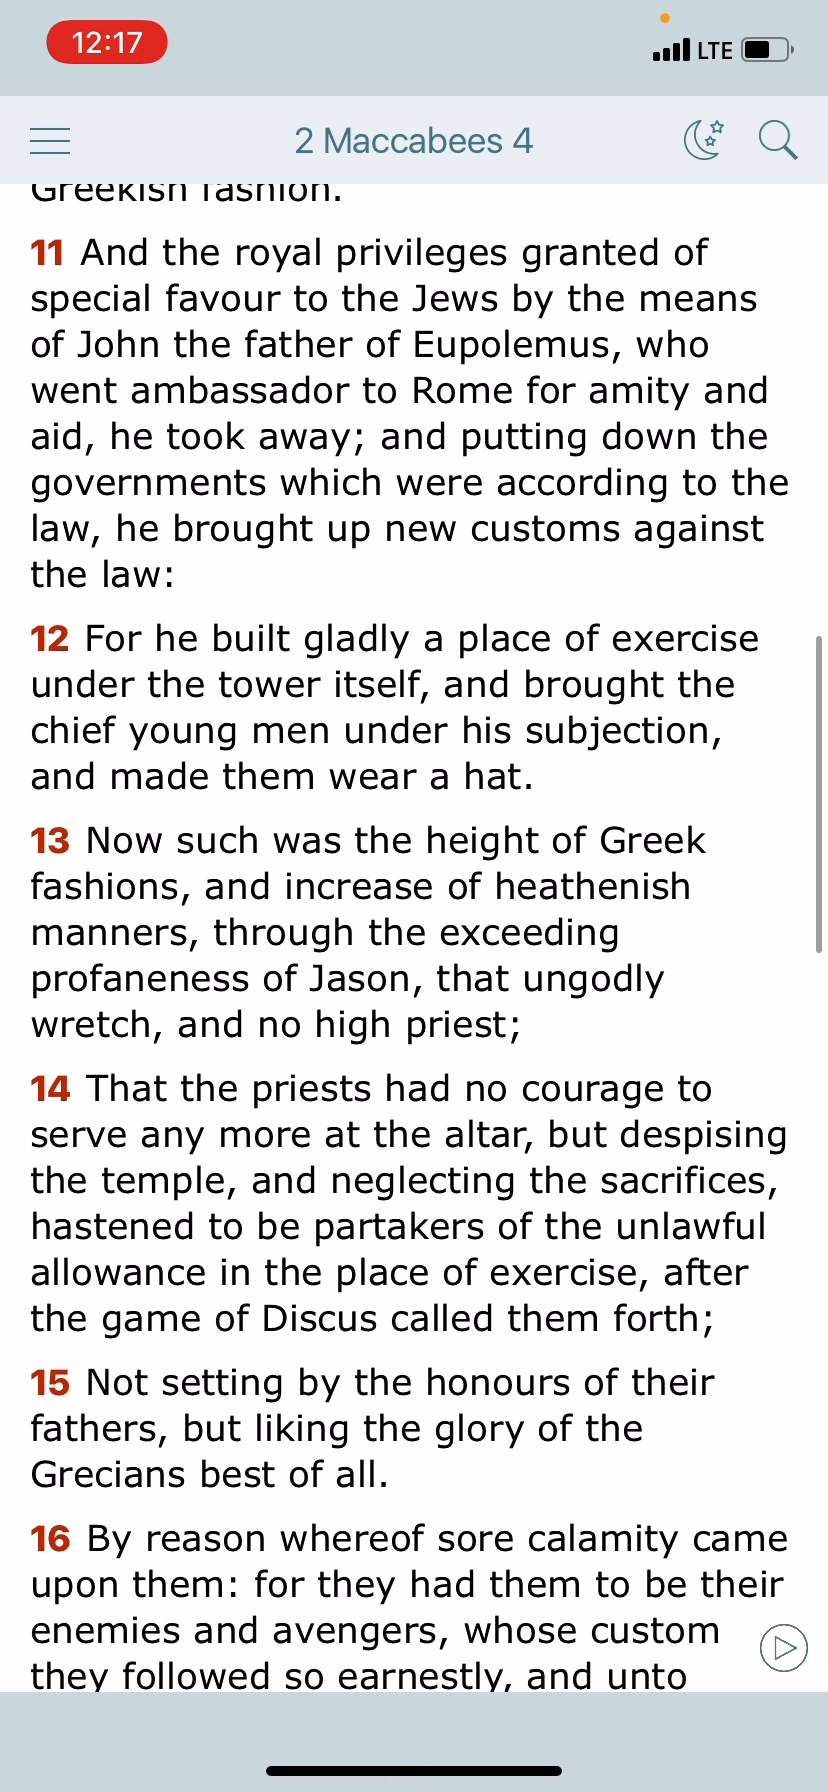 12:17
LTE
2 Maccabees 4
Greekish fashion.
11 And the royal privileges granted of
special favour to the Jews by the means
of John the father of Eupolemus, who
went ambassador to Rome for amity and
aid, he took away; and putting down the
governments which were according to the
law, he brought up new customs against
the law:
12 For he built gladly a place of exercise
under the tower itself, and brought the
chief young men under his subjection,
and made them wear a hat.
13 Now such was the height of Greek
fashions, and increase of heathenish
manners, through the exceeding
profaneness of Jason, that ungodly
wretch, and no high priest;
14 That the priests had no courage to
serve any more at the altar, but despising
the temple, and neglecting the sacrifices,
hastened to be partakers of the unlawful
allowance in the place of exercise, after
the game of Discus called them forth;
15 Not setting by the honours of their
fathers, but liking the glory of the
Grecians best of all.
16 By reason whereof sore calamity came
upon them: for they had them to be their
enemies and avengers, whose custom
they followed so earnestly, and unto